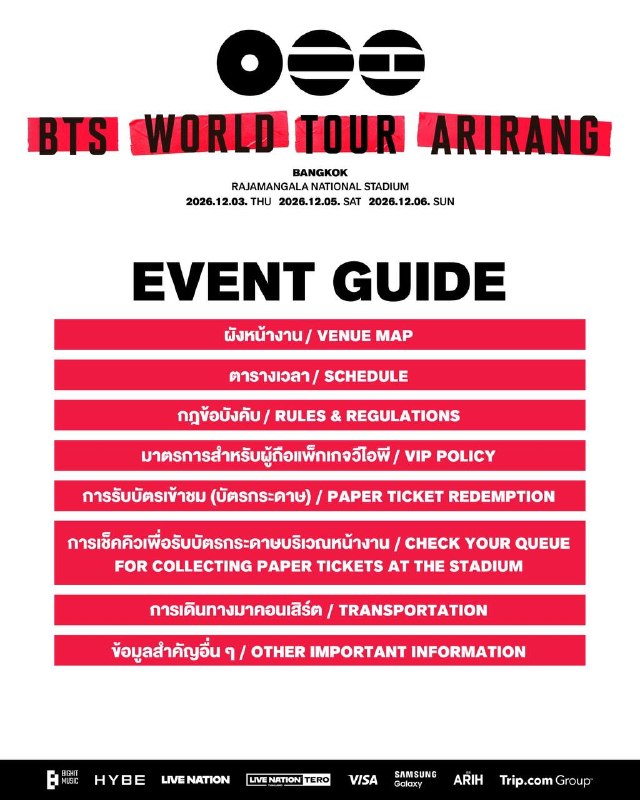 BTS WORLD TOUR ARIRANG
BANGKOK
RAJAMANGALA NATIONAL STADIUM
2026.12.03. THU 2026.12.05. SAT 2026.12.06. SUN
EVENT GUIDE
ผังหน้างาน / VENUE MAP
ตารางเวลา / SCHEDULE
กฎข้อบังคับ / RULES & REGULATIONS
มาตรการสำหรับผู้ถือแพ็กเกจวีไอพี / VIP POLICY
การรับบัตรเข้าชม (บัตรกระดาษ) / PAPER TICKET REDEMPTION
การเช็คคิวเพื่อรับบัตรกระดาษบริเวณหน้างาน / CHECK YOUR QUEUE
FOR COLLECTING PAPER TICKETS AT THE STADIUM
การเดินทางมาคอนเสิร์ต / TRANSPORTATION
ข้อมูลสำคัญอื่น ๆ / OTHER IMPORTANT INFORMATION
BIGHIT MUSIC HYBE LIVE NATION LIVE NATION TERO VISA SAMSUNG Galaxy ARIH Trip.com Group